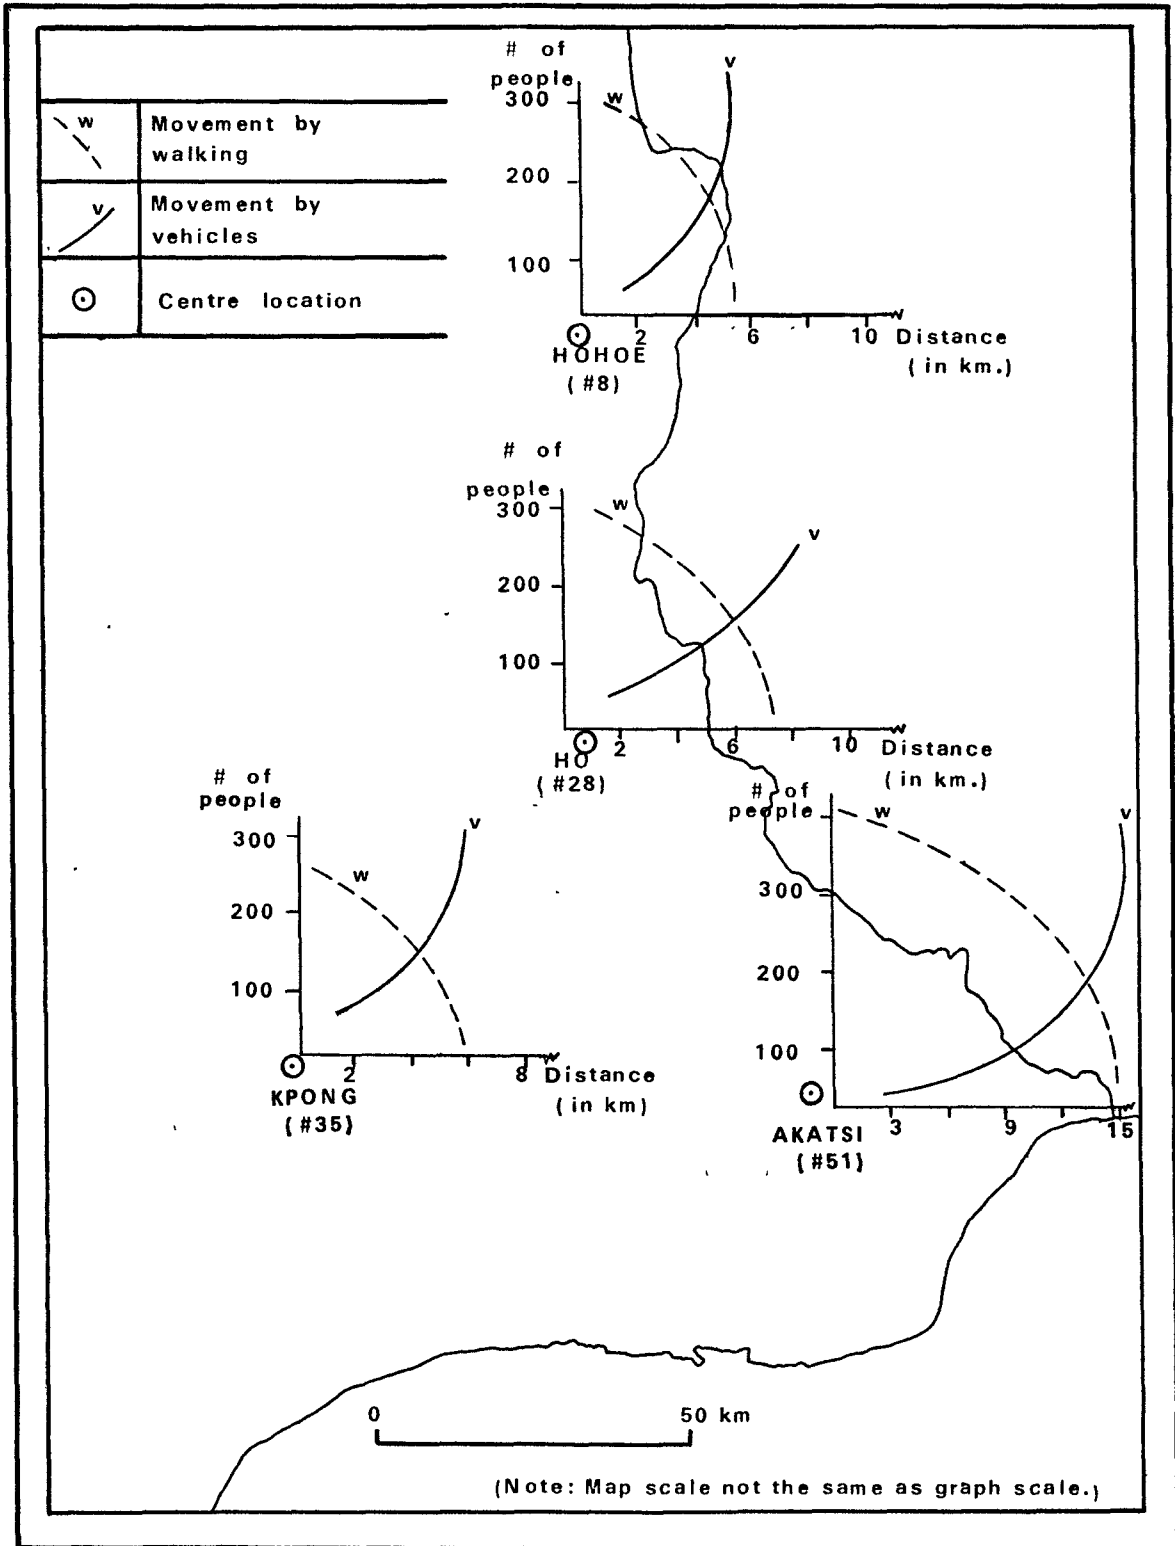 w
Movement by
walking
v
Movement by
vehicles
Centre location
# of
people
300
200
100
w
v
2
6
10
Distance
(in km.)
HOHOE
(#8)
# of
people
300
200
100
w
v
2
6
10
Distance
(in km.)
HO
(#28)
# of
people
300
200
100
w
v
2
8
Distance
(in km)
KPONG
(#35)
# of
people
300
200
100
w
v
3
9
15
AKATSI
(#51)
0
50 km
(Note: Map scale not the same as graph scale.)